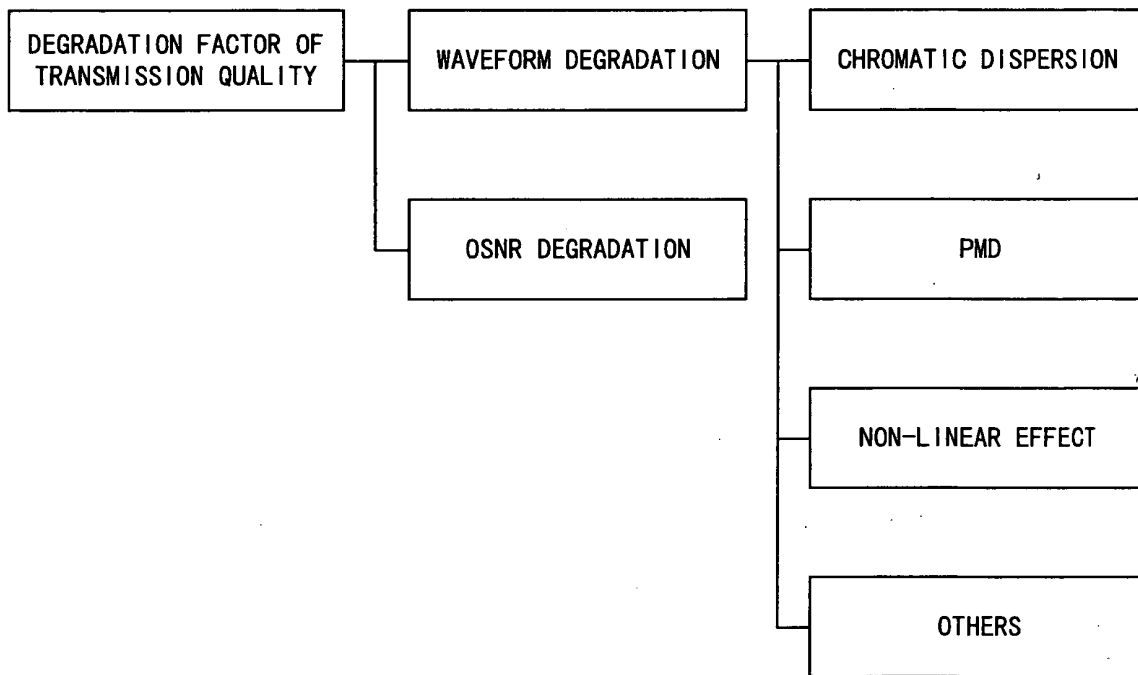 DEGRADATION FACTOR OF
TRANSMISSION QUALITY
WAVEFORM DEGRADATION
CHROMATIC DISPERSION
OSNR DEGRADATION
PMD
NON-LINEAR EFFECT
OTHERS